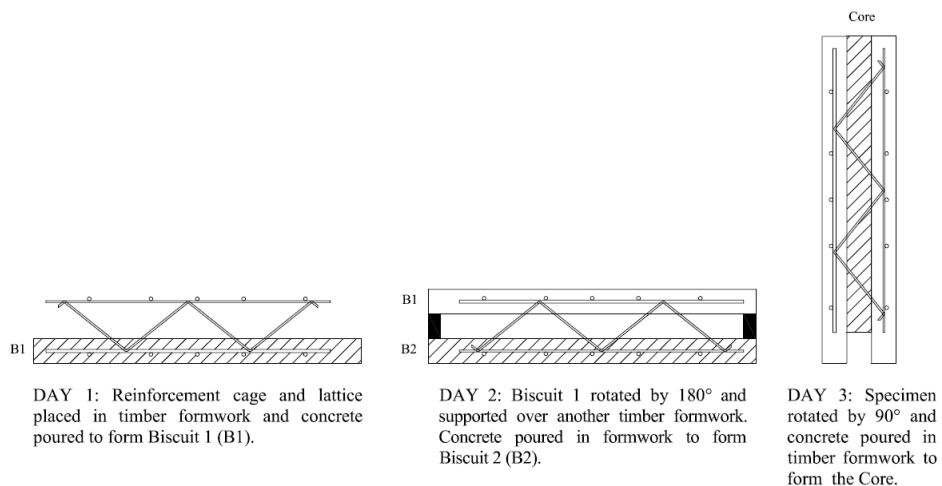 Core
B1
B1
B2
DAY 1: Reinforcement cage and lattice
placed in timber formwork and concrete
poured to form Biscuit 1 (B1).
DAY 2: Biscuit 1 rotated by 180° and
supported over another timber formwork.
Concrete poured in formwork to form
Biscuit 2 (B2).
DAY 3: Specimen
rotated by 90° and
concrete poured in
timber formwork to
form the Core.